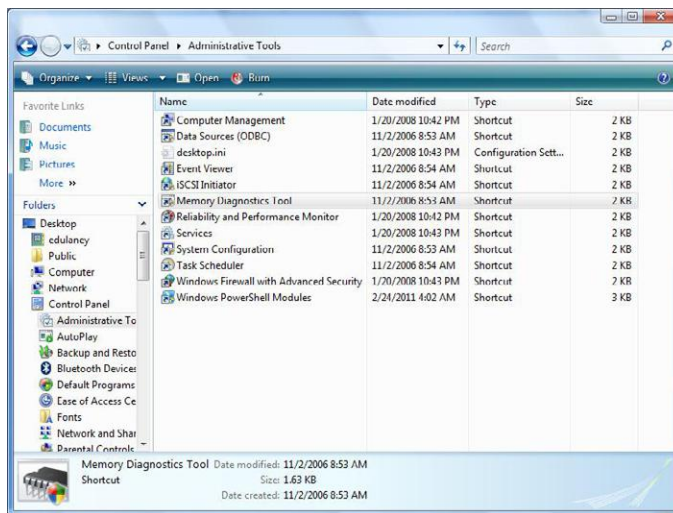 Control Panel ▸ Administrative Tools
Search
Organize Views Open Burn
Favorite Links
Documents
Music
Pictures
More »
Folders
Desktop
edulaney
Public
Computer
Network
Control Panel
Administrative To
AutoPlay
Backup and Resto
Bluetooth Devices
Default Programs
Ease of Access Ce
Fonts
Network and Shar
Parental Controls
Name Date modified Type Size
Computer Management 1/20/2008 10:42 PM Shortcut 2 KB
Data Sources (ODBC) 11/2/2006 8:53 AM Shortcut 2 KB
desktop.ini 1/20/2008 10:43 PM Configuration Sett... 2 KB
Event Viewer 11/2/2006 8:54 AM Shortcut 2 KB
iSCSI Initiator 11/2/2006 8:54 AM Shortcut 2 KB
Memory Diagnostics Tool 11/2/2006 8:53 AM Shortcut 2 KB
Reliability and Performance Monitor 1/20/2008 10:42 PM Shortcut 2 KB
Services 1/20/2008 10:43 PM Shortcut 2 KB
System Configuration 11/2/2006 8:53 AM Shortcut 2 KB
Task Scheduler 11/2/2006 8:54 AM Shortcut 2 KB
Windows Firewall with Advanced Security 1/20/2008 10:43 PM Shortcut 2 KB
Windows PowerShell Modules 2/24/2011 4:02 AM Shortcut 3 KB
Memory Diagnostics Tool Date modified: 11/2/2006 8:53 AM
Shortcut Size: 1.63 KB
Date created: 11/2/2006 8:53 AM